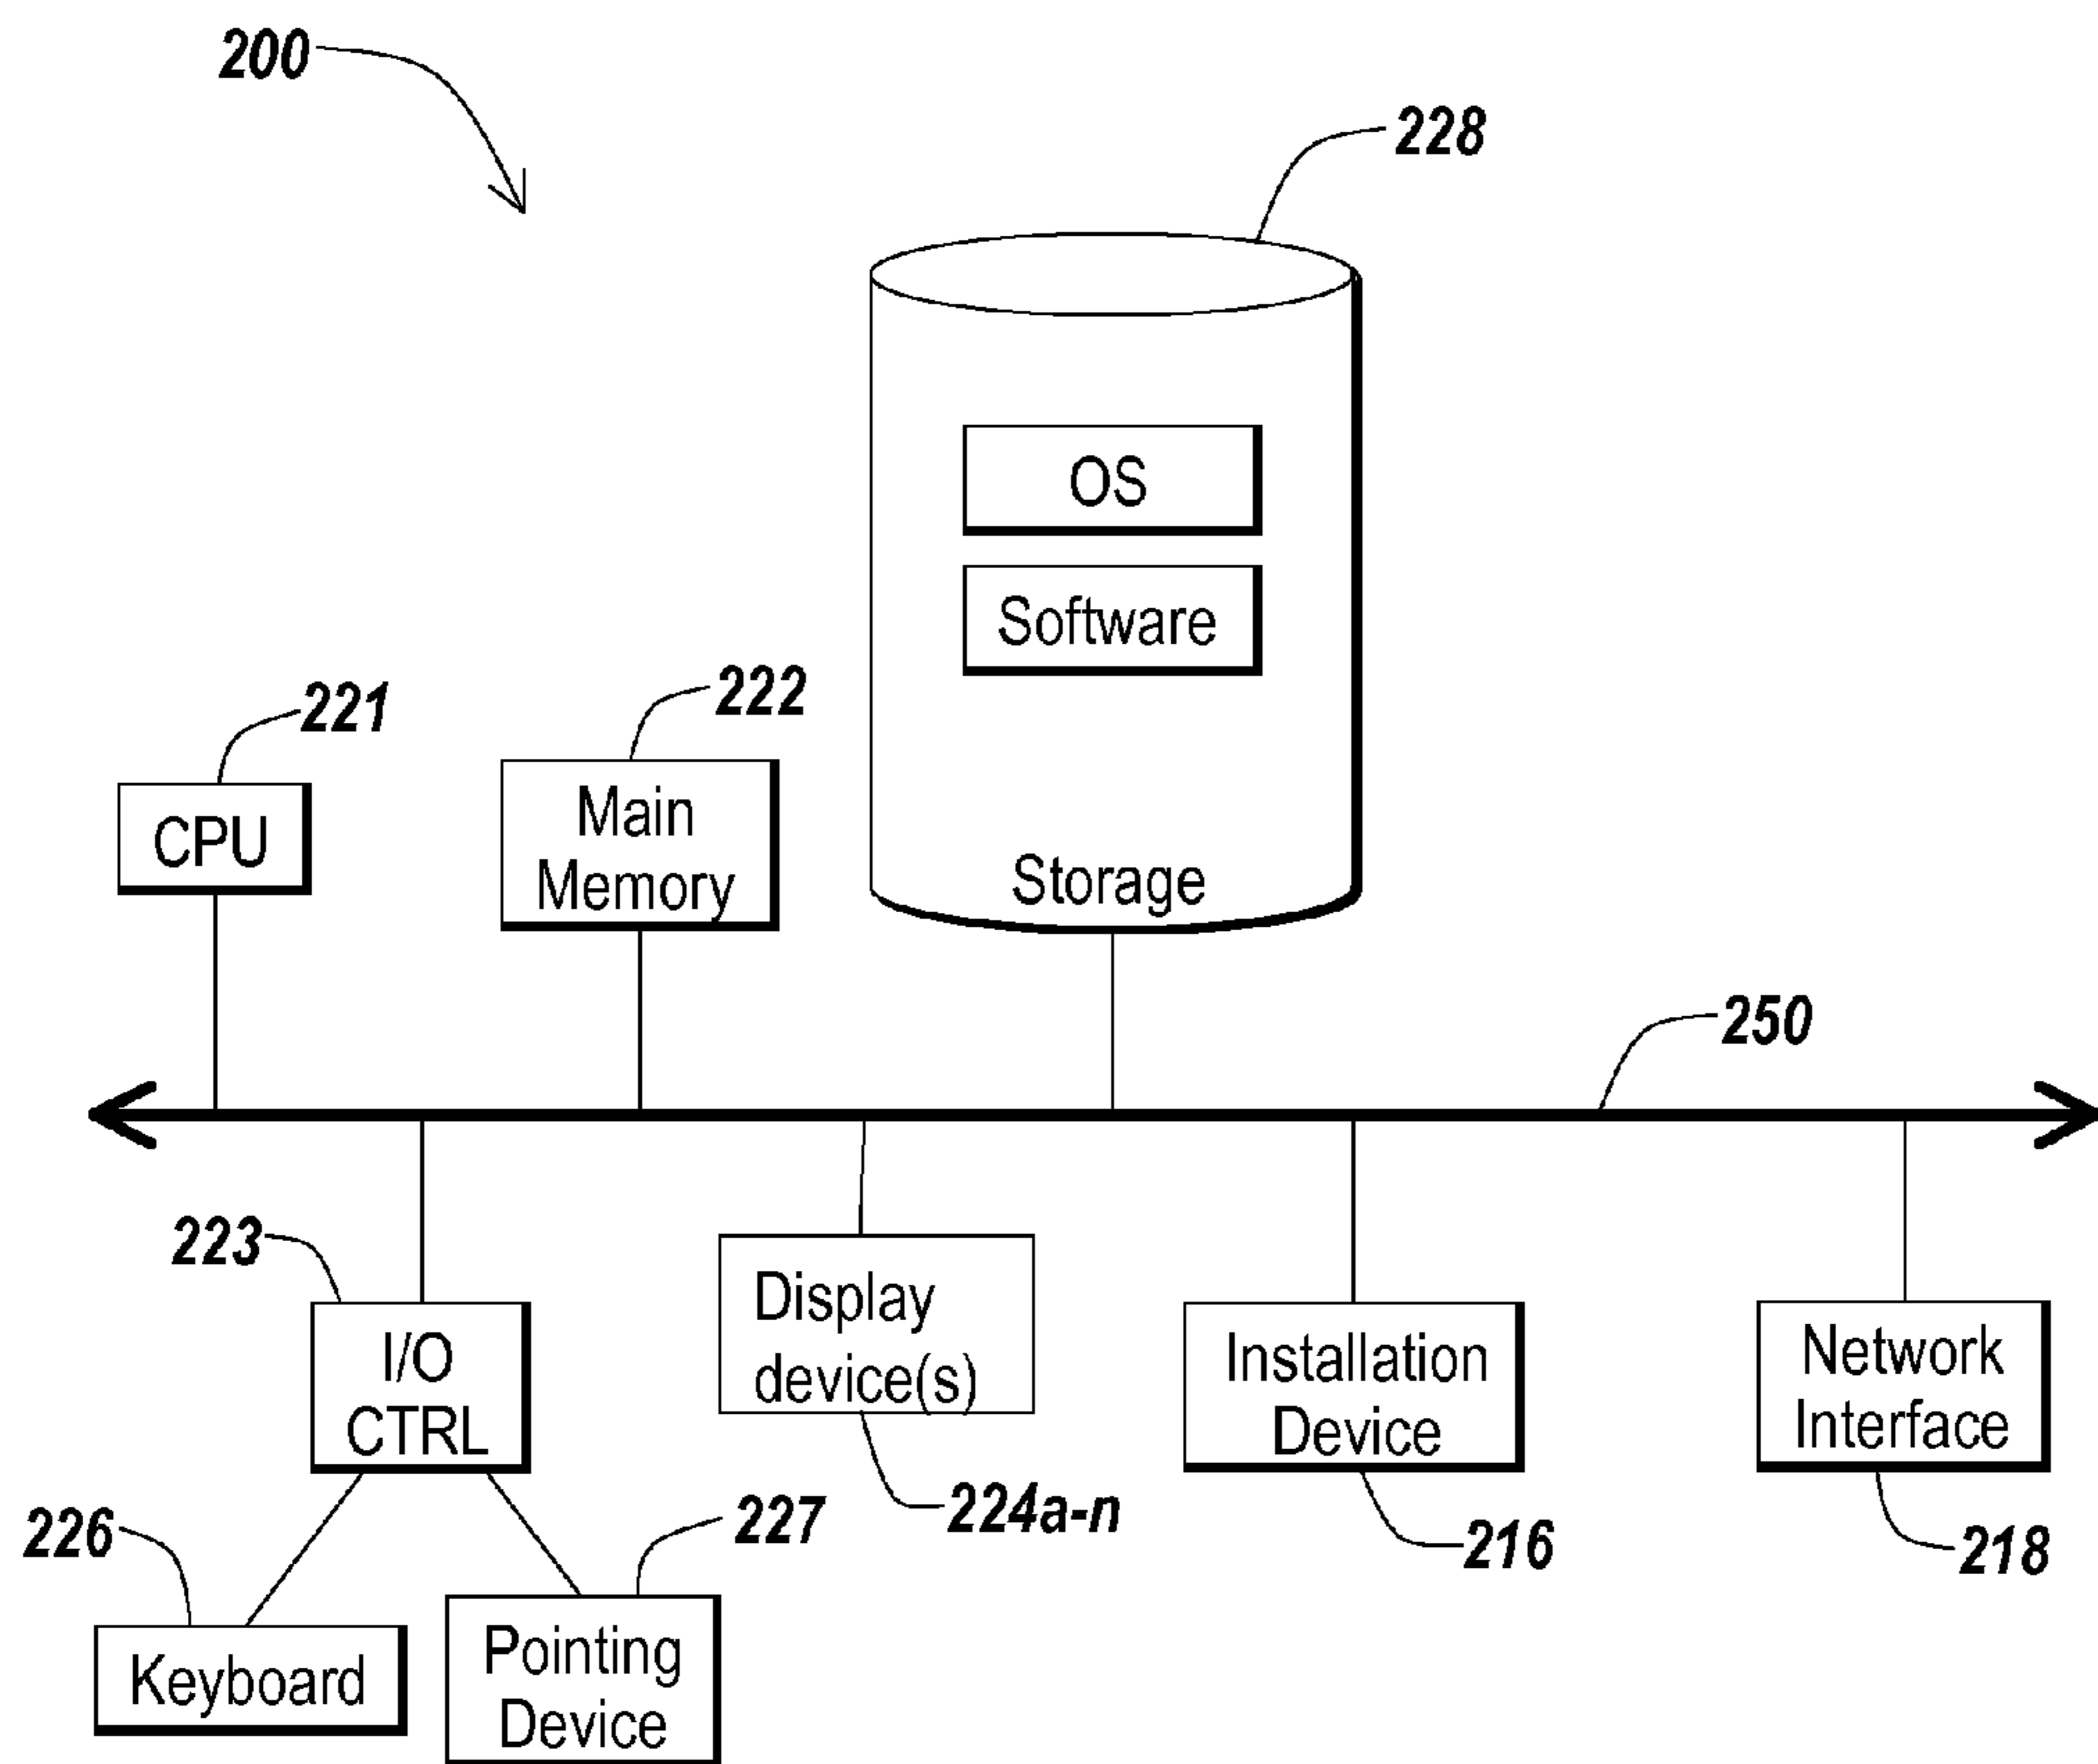 200
228
OS
Software
221
222
CPU
Main
Memory
Storage
250
223
I/O
CTRL
Display
device(s)
Installation
Device
Network
Interface
226
227
224a-n
216
218
Keyboard
Pointing
Device